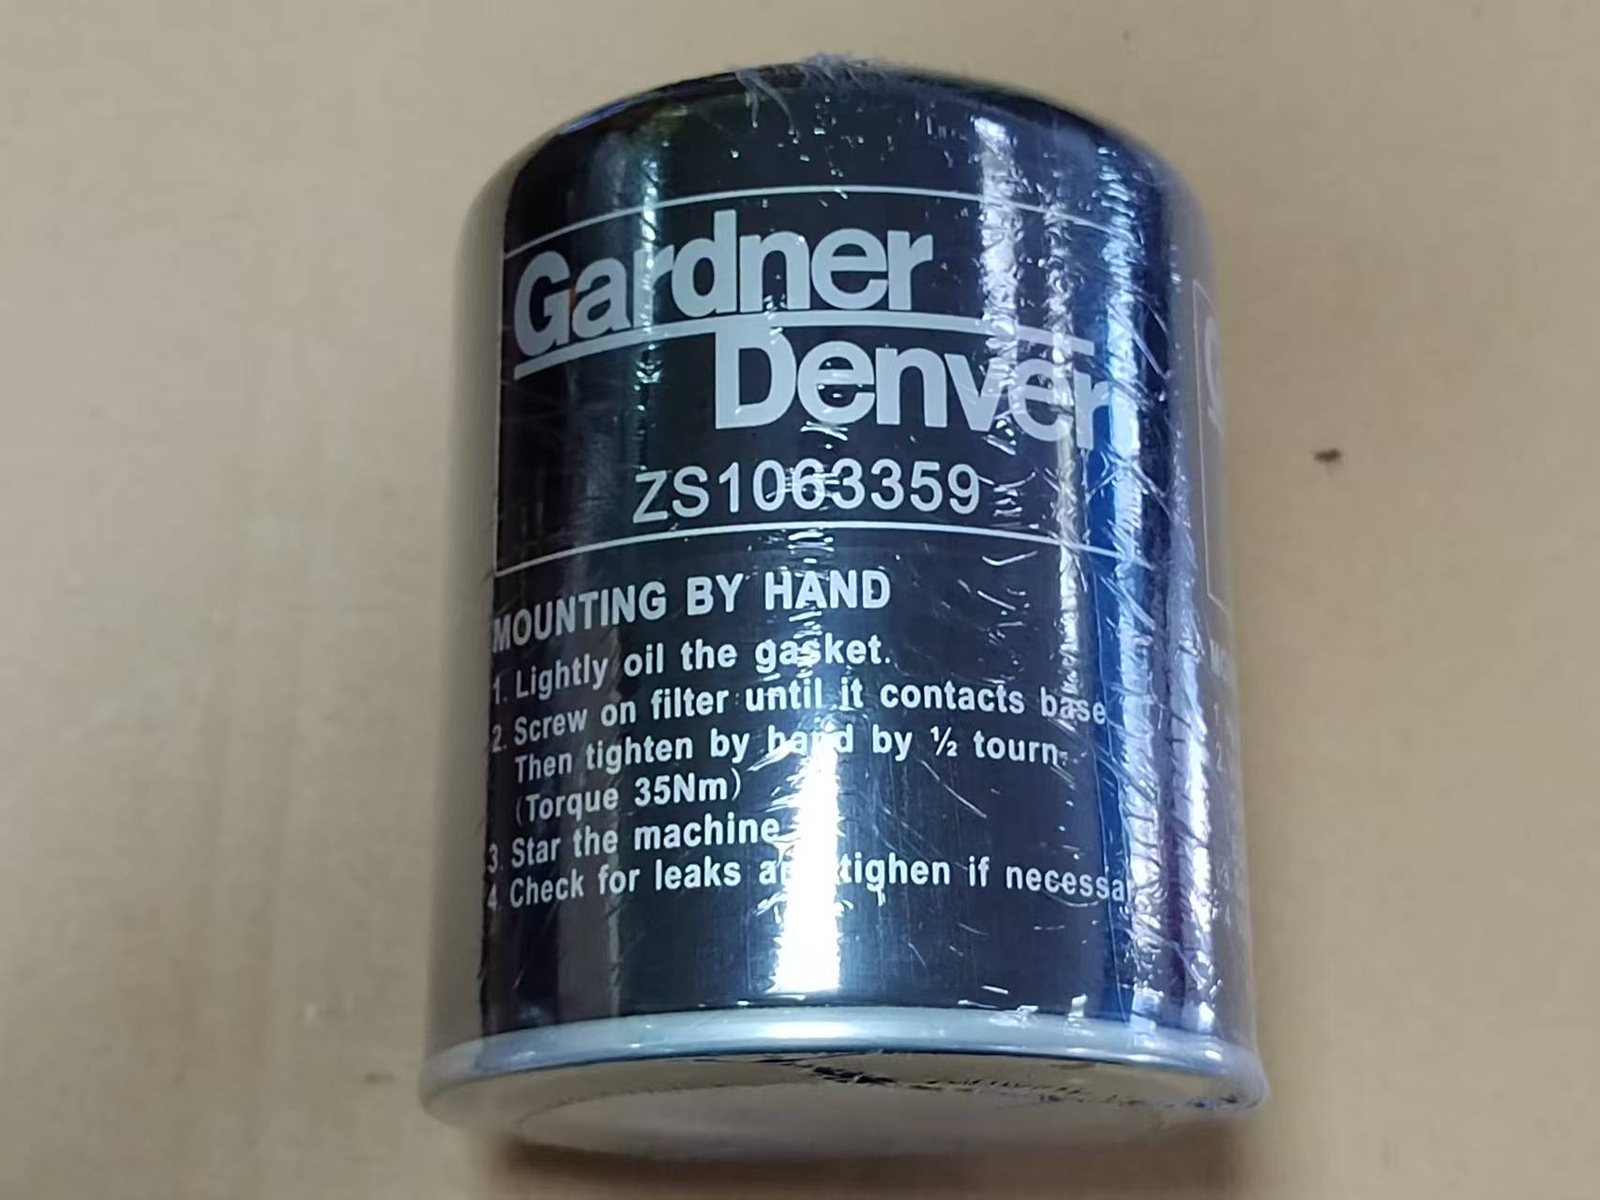 Gardner
Denver
ZS1063359
MOUNTING BY HAND
1. Lightly oil the gasket.
2. Screw on filter until it contacts base
Then tighten by hand by ½ tourn.
(Torque 35Nm)
3. Star the machine
4. Check for leaks tighen if